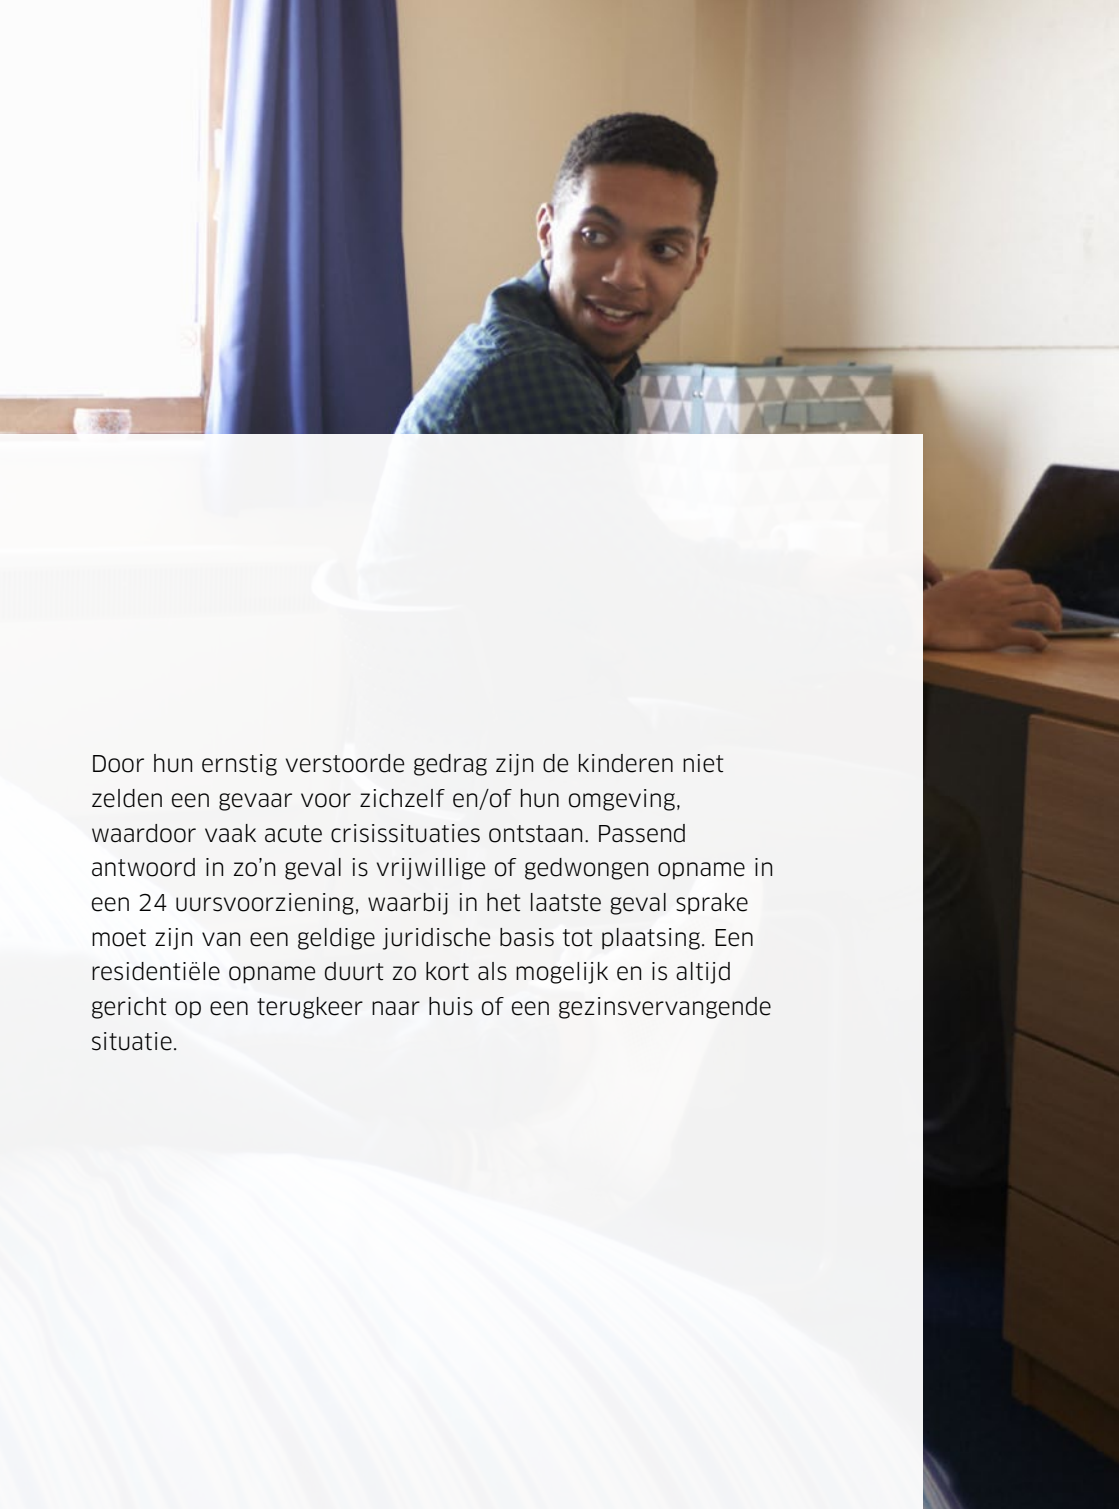 Door hun ernstig verstoorde gedrag zijn de kinderen niet
zelden een gevaar voor zichzelf en/of hun omgeving,
waardoor vaak acute crisissituaties ontstaan. Passend
antwoord in zo’n geval is vrijwillige of gedwongen opname in
een 24 uursvoorziening, waarbij in het laatste geval sprake
moet zijn van een geldige juridische basis tot plaatsing. Een
residentiële opname duurt zo kort als mogelijk en is altijd
gericht op een terugkeer naar huis of een gezinsvervangende
situatie.